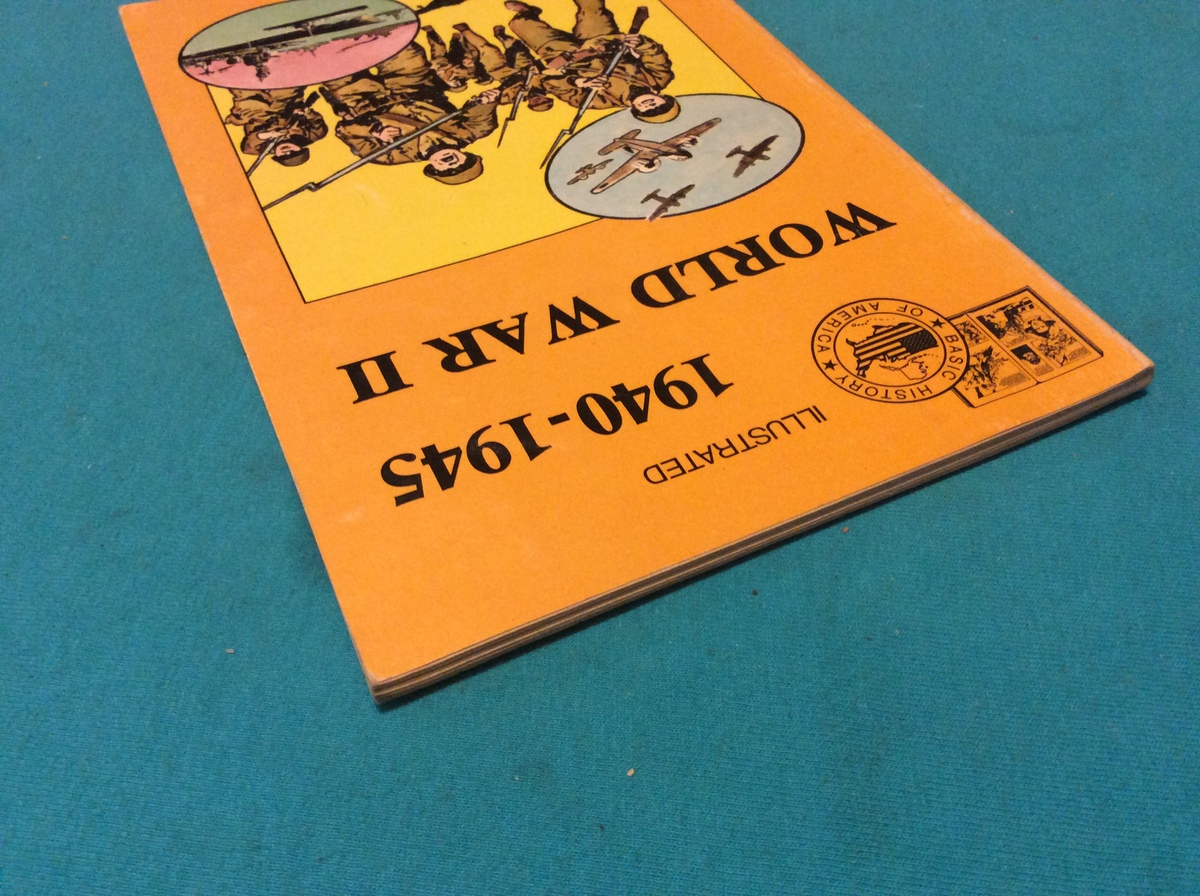 ILLUSTRATED
BASIC HISTORY
OF AMERICA
1940-1945
WORLD WAR II